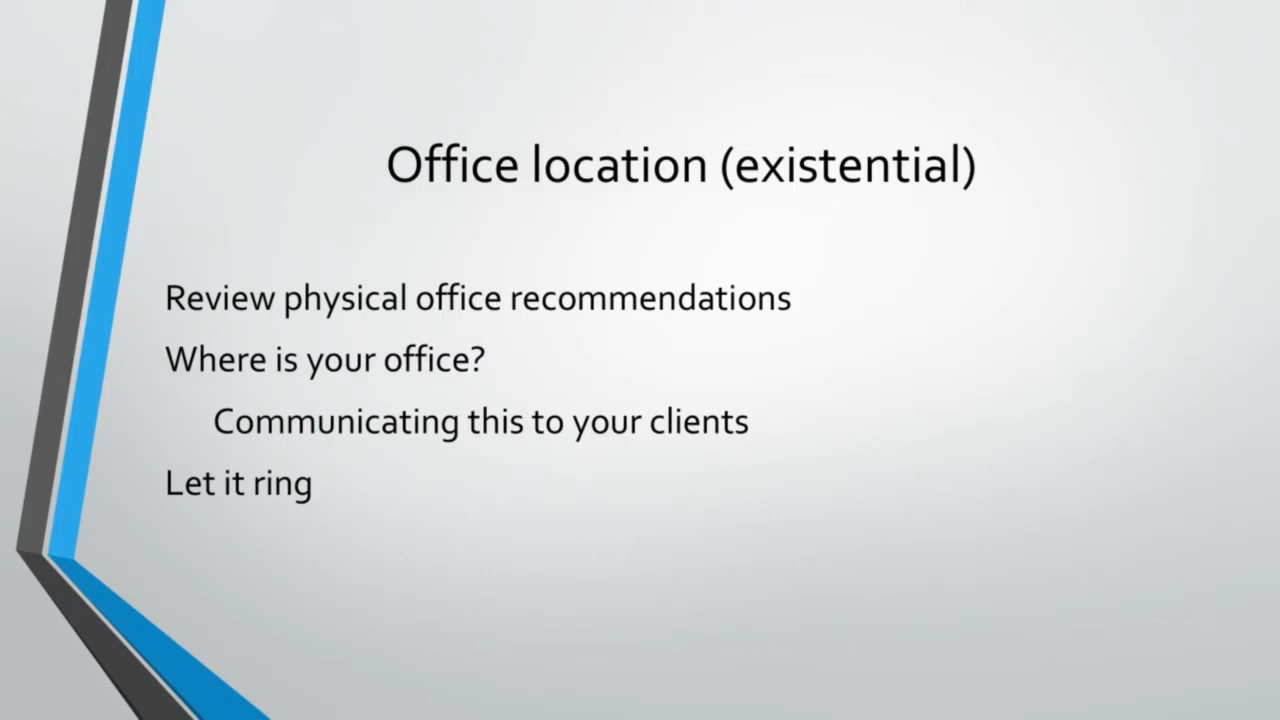 Office location (existential)
Review physical office recommendations
Where is your office?
Communicating this to your clients
Let it ring